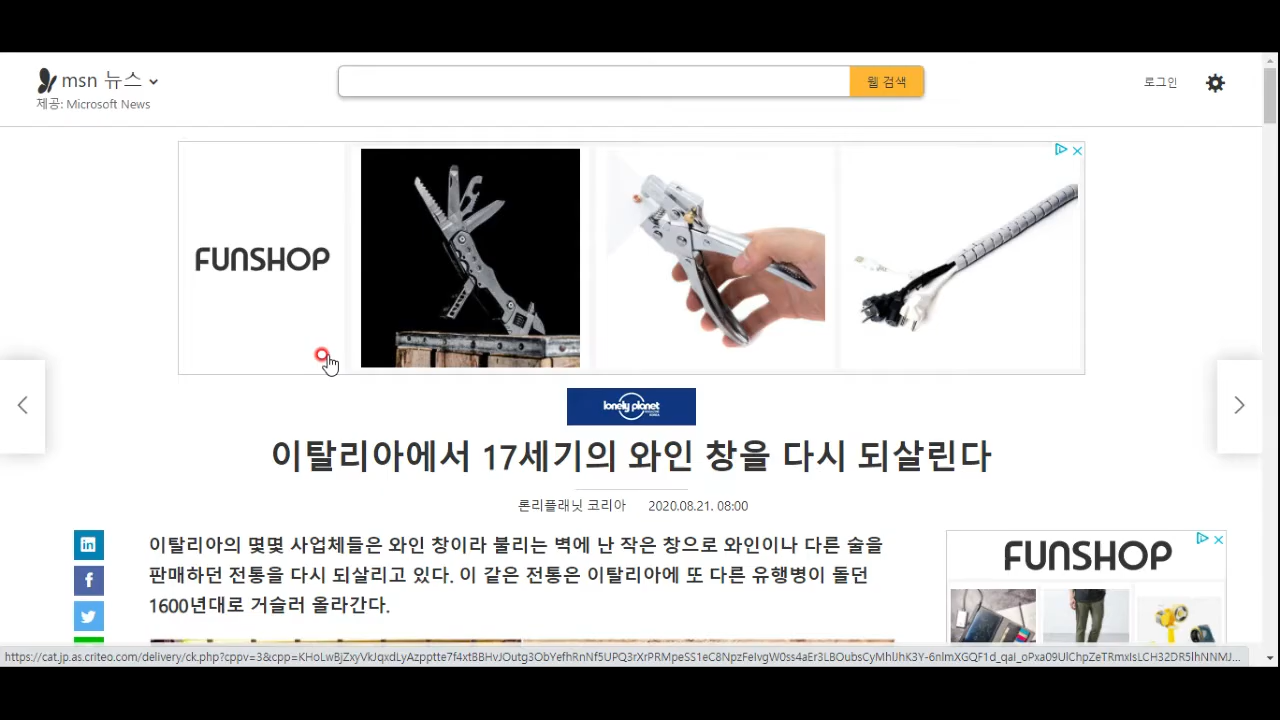 msn 뉴스
제공: Microsoft News
웹 검색
로그인
FUNSHOP
lonely planet
이탈리아에서 17세기의 와인 창을 다시 되살린다
론리플래닛 코리아 2020.08.21. 08:00
이탈리아의 몇몇 사업체들은 와인 창이라 불리는 벽에 난 작은 창으로 와인이나 다른 술을
판매하던 전통을 다시 되살리고 있다. 이 같은 전통은 이탈리아에 또 다른 유행병이 돌던
1600년대로 거슬러 올라간다.
in
f
FUNSHOP